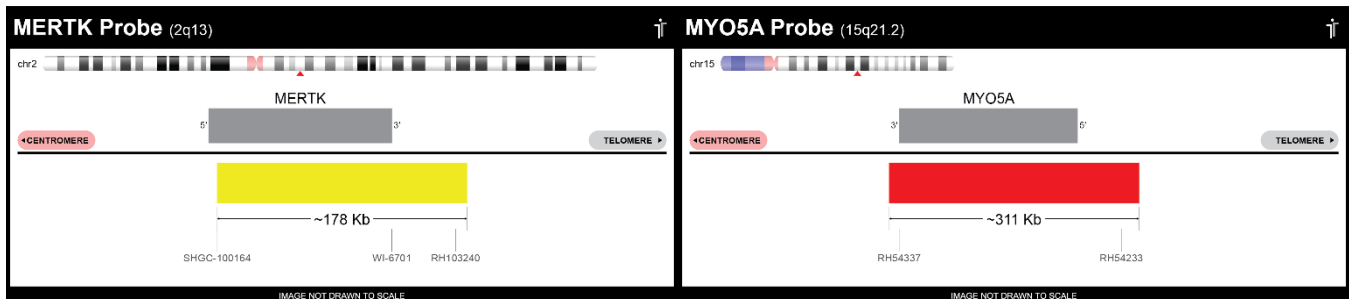 MERTK Probe (2q13)
chr2
MERTK
5' 3'
CENTROMERE
TELOMERE
~178 Kb
SHGC-100164 WI-6701 RH103240
IMAGE NOT DRAWN TO SCALE
MYO5A Probe (15q21.2)
chr15
MYO5A
3' 5'
CENTROMERE
TELOMERE
~311 Kb
RH54337 RH54233
IMAGE NOT DRAWN TO SCALE